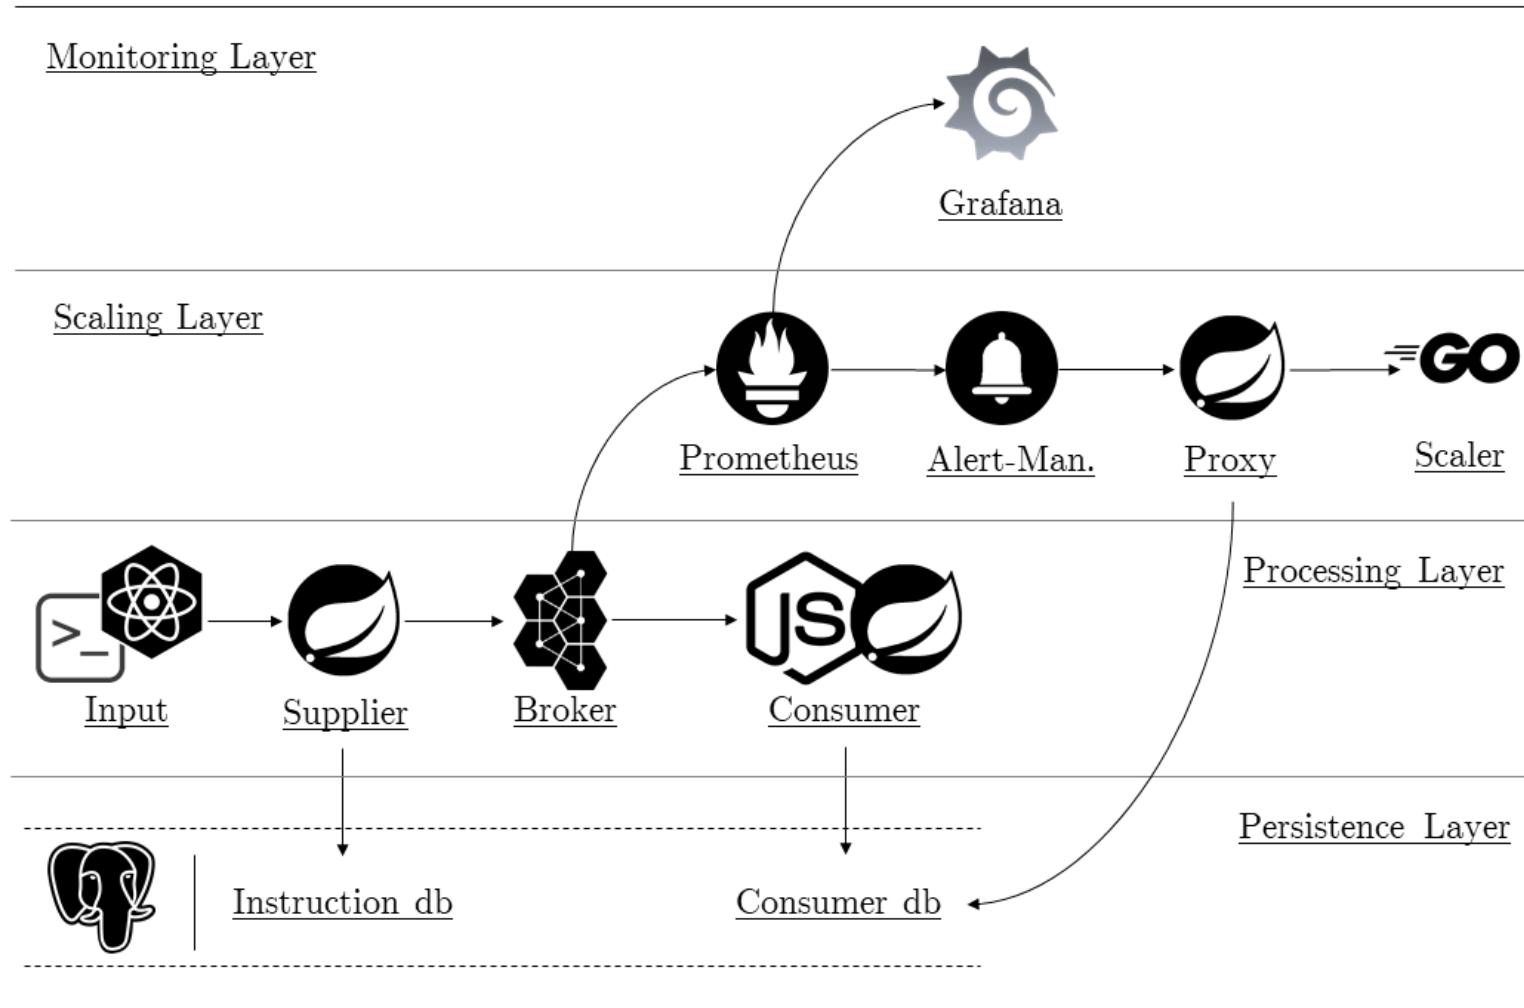 Monitoring Layer
Grafana
Scaling Layer
GO
Prometheus
Alert-Man.
Proxy
Scaler
Processing Layer
>_
JS
Input
Supplier
Broker
Consumer
Persistence Layer
Instruction db
Consumer db